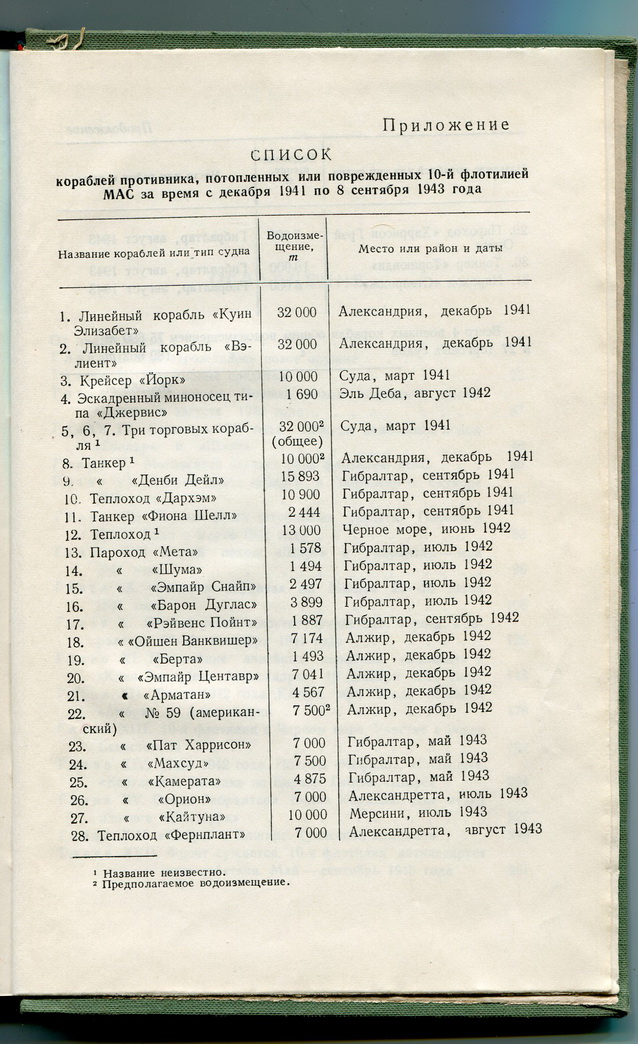 Приложение
СПИСОК
кораблей противника, потопленных или поврежденных 10-й флотилией
МАС за время с декабря 1941 по 8 сентября 1943 года
Название кораблей или тип судна Водоизме-
щение,
т Место или район и даты
1. Линейный корабль «Куин 32 000 Александрия, декабрь 1941
Элизабет»
2. Линейный корабль «Вэ- 32 000 Александрия, декабрь 1941
лиент»
3. Крейсер «Йорк» 10 000 Суда, март 1941
4. Эскадренный миноносец ти- 1 690 Эль Деба, август 1942
па «Джервис»
5, 6, 7. Три торговых кораб- 32 000² Суда, март 1941
ля ¹ (общее)
8. Танкер ¹ 10 000² Александрия, декабрь 1941
9. « «Денби Дейл» 15 893 Гибралтар, сентябрь 1941
10. Теплоход «Дархэм» 10 900 Гибралтар, сентябрь 1941
11. Танкер «Фиона Шелл» 2 444 Гибралтар, сентябрь 1941
12. Теплоход ¹ 13 000 Черное море, июнь 1942
13. Пароход «Мета» 1 578 Гибралтар, июль 1942
14. « «Шума» 1 494 Гибралтар, июль 1942
15. « «Эмпайр Снайп» 2 497 Гибралтар, июль 1942
16. « «Барон Дуглас» 3 899 Гибралтар, июль 1942
17. « «Рэйвенс Пойнт» 1 887 Гибралтар, сентябрь 1942
18. « «Ойшен Ванквишер» 7 174 Алжир, декабрь 1942
19. « «Берта» 1 493 Алжир, декабрь 1942
20. « «Эмпайр Центавр» 7 041 Алжир, декабрь 1942
21. « «Арматан» 4 567 Алжир, декабрь 1942
22. « № 59 (американ- 7 500² Алжир, декабрь 1942
ский)
23. « «Пат Харрисон» 7 000 Гибралтар, май 1943
24. « «Махсуд» 7 500 Гибралтар, май 1943
25. « «Камерата» 4 875 Гибралтар, май 1943
26. « «Орион» 7 000 Александретта, июль 1943
27. « «Кайтуна» 10 000 Мерсини, июль 1943
28. Теплоход «Фернплант» 7 000 Александретта, август 1943
¹ Название неизвестно.
² Предполагаемое водоизмещение.